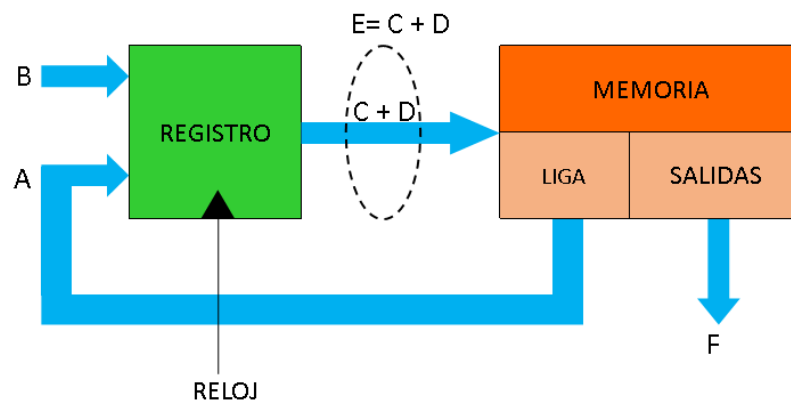 E= C + D
B
C + D
MEMORIA
REGISTRO
A
LIGA
SALIDAS
F
RELOJ